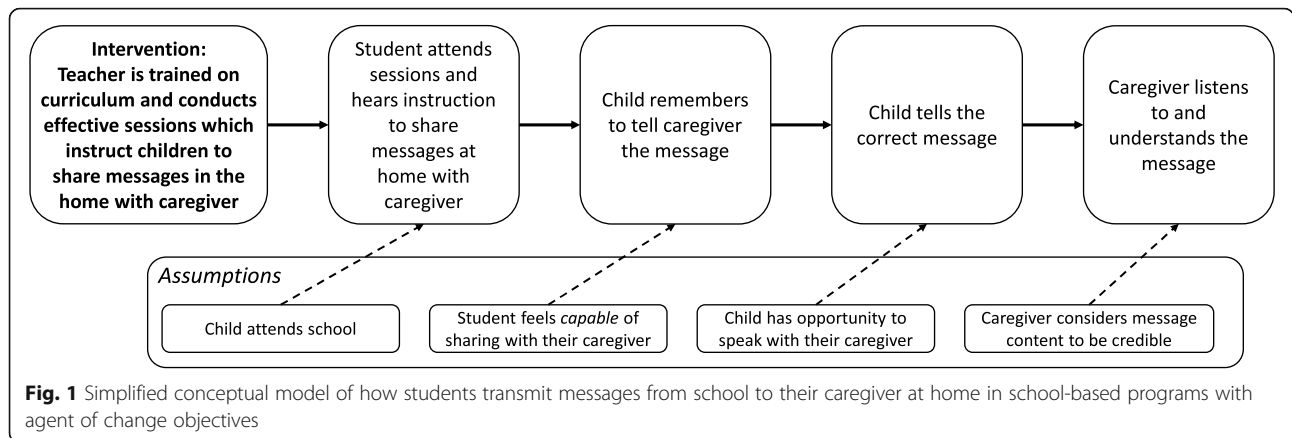 Intervention:
Teacher is trained on
curriculum and conducts
effective sessions which
instruct children to
share messages in the
home with caregiver
Student attends
sessions and
hears instruction
to share
messages at
home with
caregiver
Child remembers
to tell caregiver
the message
Child tells the
correct message
Caregiver listens
to and
understands the
message
Assumptions
Child attends school
Student feels capable of
sharing with their caregiver
Child has opportunity to
speak with their caregiver
Caregiver considers message
content to be credible
Fig. 1 Simplified conceptual model of how students transmit messages from school to their caregiver at home in school-based programs with
agent of change objectives